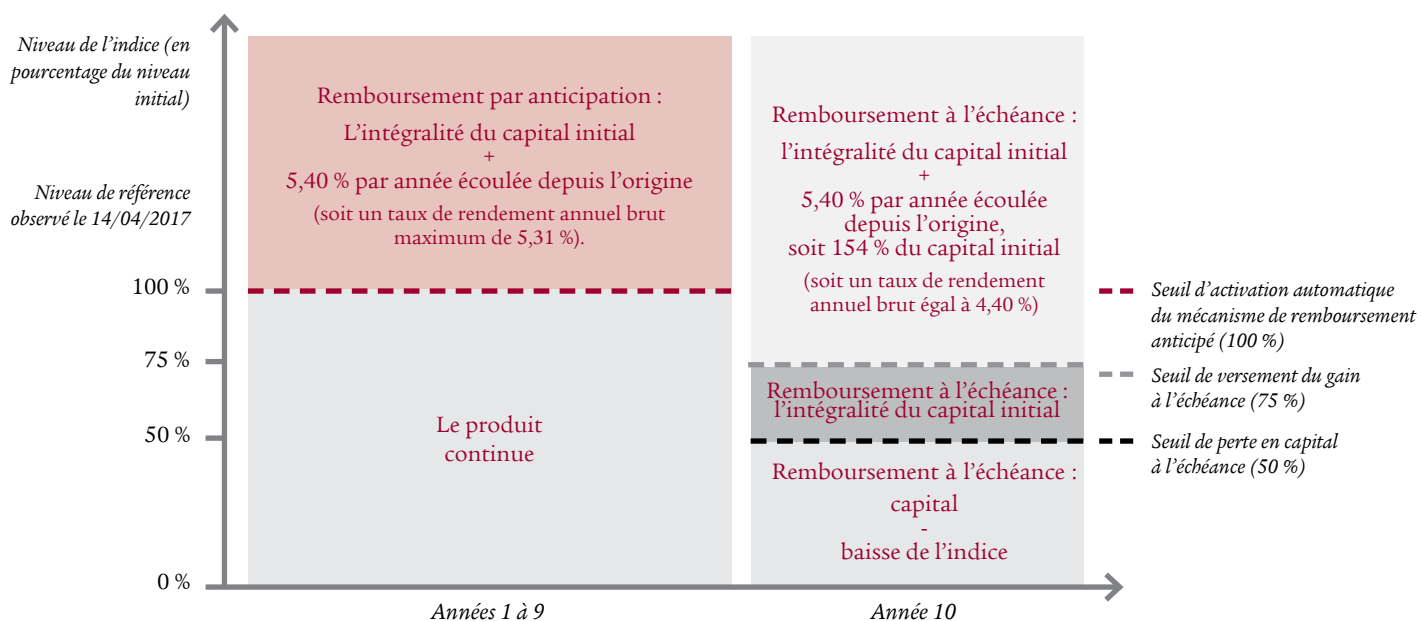 Niveau de l’indice (en
pourcentage du niveau
initial)
Niveau de référence
observé le 14/04/2017
100 %
75 %
50 %
0 %
Remboursement par anticipation :
L’intégralité du capital initial
+
5,40 % par année écoulée depuis l’origine
(soit un taux de rendement annuel brut
maximum de 5,31 %).
Le produit
continue
Années 1 à 9
Remboursement à l’échéance :
l’intégralité du capital initial
+
5,40 % par année écoulée
depuis l’origine,
soit 154 % du capital initial
(soit un taux de rendement
annuel brut égal à 4,40 %)
Remboursement à l’échéance :
l’intégralité du capital initial
Remboursement à l’échéance :
capital
-
baisse de l’indice
Année 10
Seuil d’activation automatique
du mécanisme de remboursement
anticipé (100 %)
Seuil de versement du gain
à l’échéance (75 %)
Seuil de perte en capital
à l’échéance (50 %)